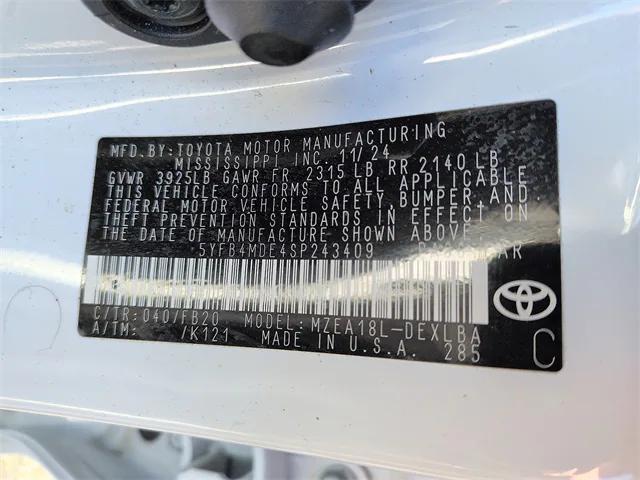 MFD.BY: TOYOTA MOTOR MANUFACTURING
MISSISSIPPI INC. 11/24
GVWR 3925LB GAWR FR 2315 LB RR 2140 LB
THIS VEHICLE CONFORMS TO ALL APPLICABLE
FEDERAL MOTOR VEHICLE SAFETY, BUMPER, AND
THEFT PREVENTION STANDARDS IN EFFECT ON
THE DATE OF MANUFACTURE SHOWN ABOVE.
5YFB4MDE4SP243409
C/TR: 040/FB20 MODEL: MZEA18L-DEXLBA
A/TM: /K121 MADE IN U.S.A. 285
C